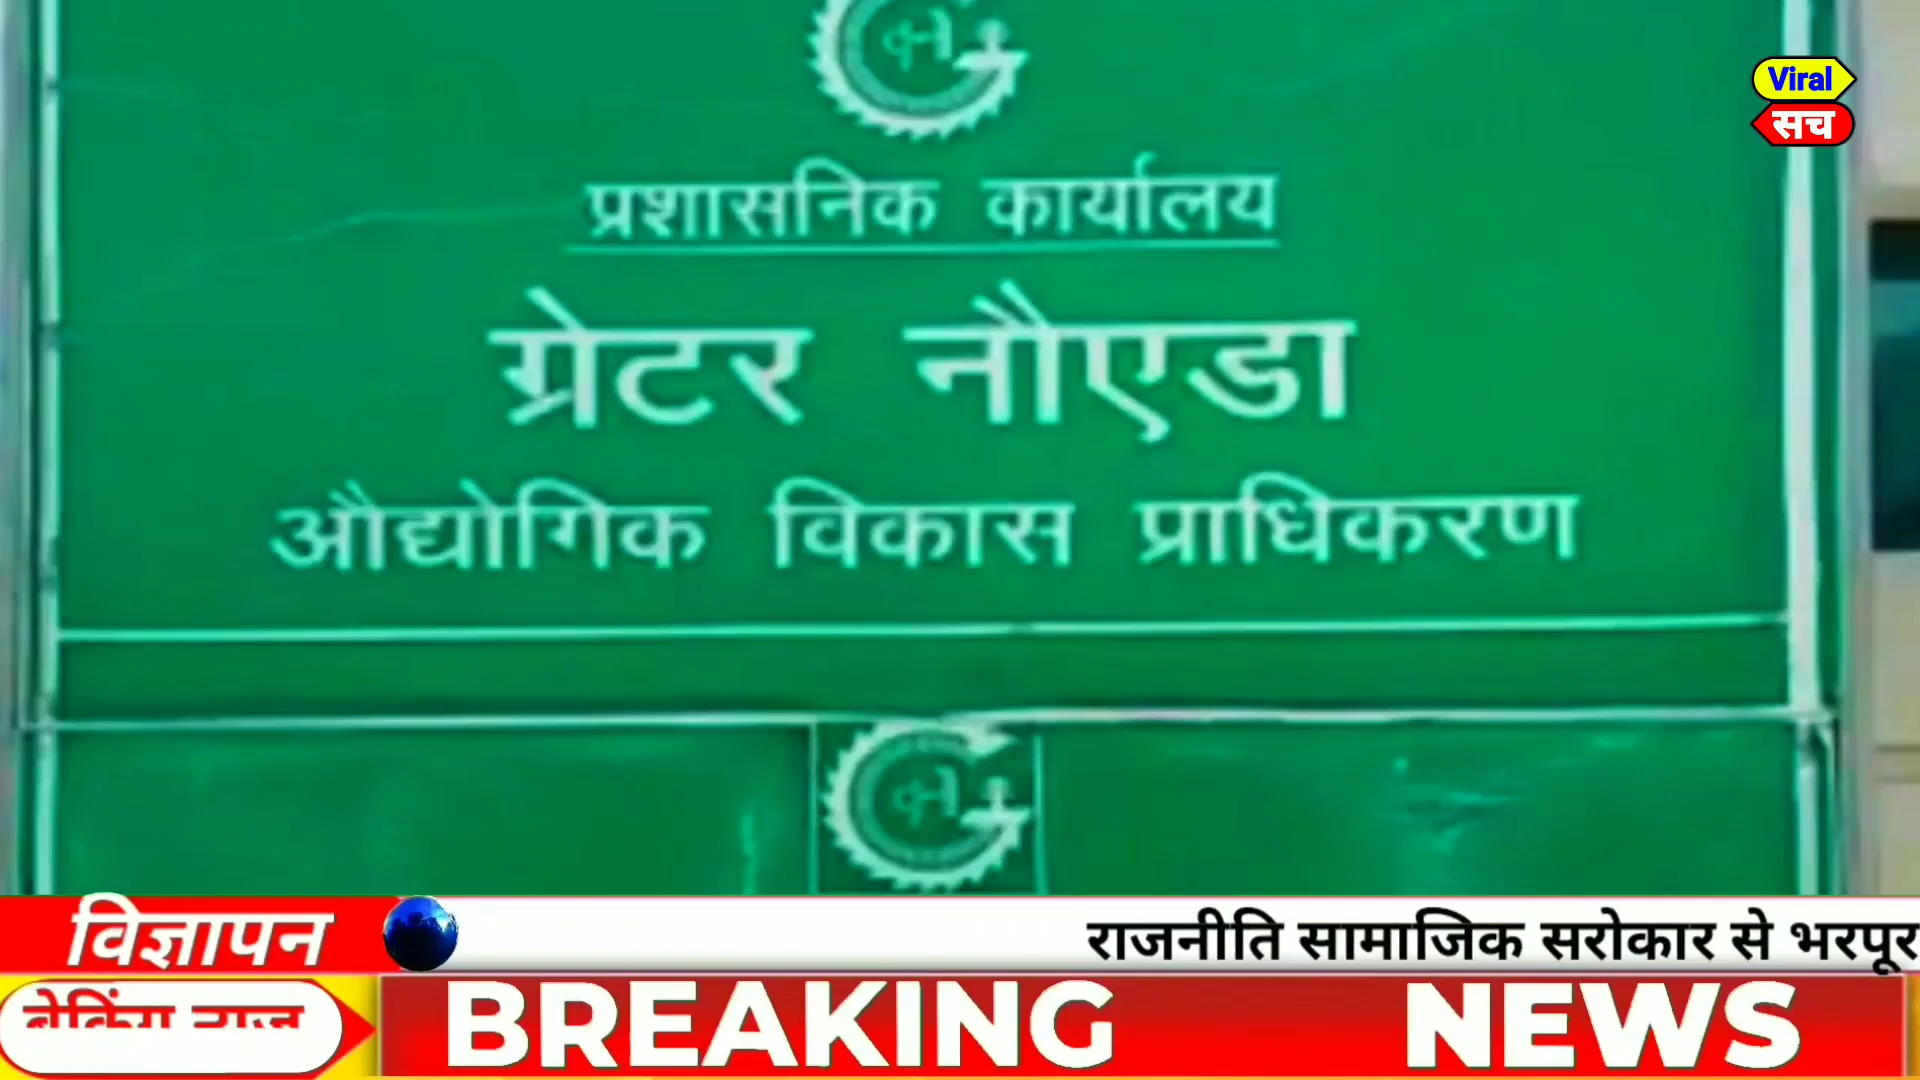 Viral
सच
प्रशासनिक कार्यालय
ग्रेटर नौएडा
औद्योगिक विकास प्राधिकरण
विज्ञापन
राजनीति सामाजिक सरोकार से भरपूर
BREAKING NEWS